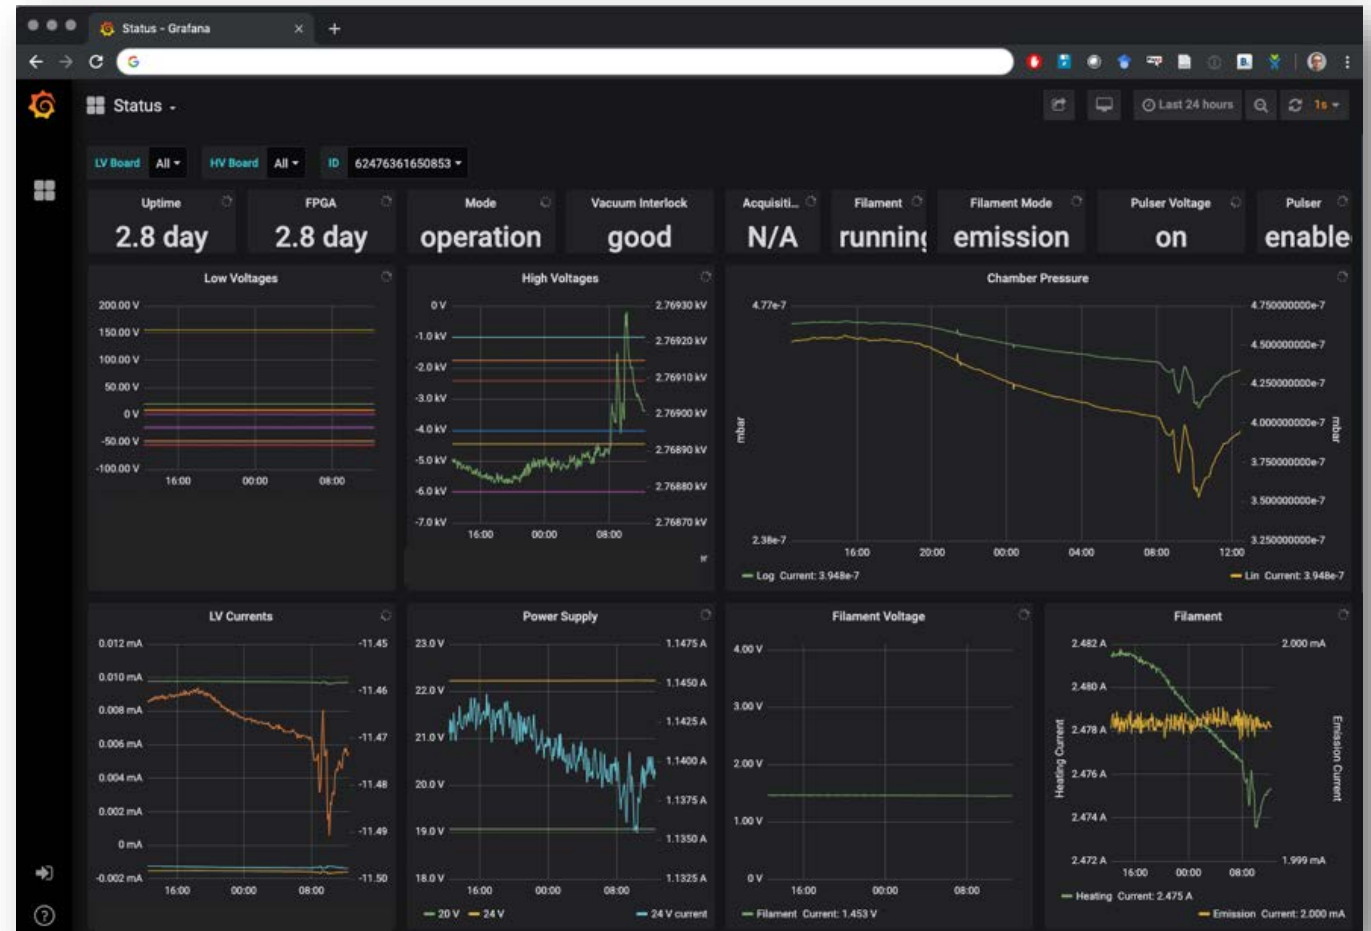 Status - Grafana
Status
Last 24 hours
1s
LV Board All
HV Board All
ID 62476361650853
Uptime
2.8 day
FPGA
2.8 day
Mode
operation
Vacuum Interlock
good
Acquisiti...
N/A
Filament
running
Filament Mode
emission
Pulser Voltage
on
Pulser
enable
Low Voltages
200.00 V
150.00 V
100.00 V
50.00 V
0 V
-50.00 V
-100.00 V
16:00 00:00 08:00
High Voltages
0 V 2.76930 kV
-1.0 kV 2.76920 kV
-2.0 kV 2.76910 kV
-3.0 kV 2.76900 kV
-4.0 kV 2.76890 kV
-5.0 kV 2.76880 kV
-6.0 kV 2.76870 kV
-7.0 kV
16:00 00:00 08:00
Chamber Pressure
4.77e-7 4.750000000e-7
4.500000000e-7
4.250000000e-7
4.000000000e-7
3.750000000e-7
3.500000000e-7
2.38e-7 3.250000000e-7
mbar mbar
16:00 20:00 00:00 04:00 08:00 12:00
Log Current: 3.948e-7 Lin Current: 3.948e-7
LV Currents
0.012 mA -11.45
0.010 mA -11.46
0.008 mA -11.47
0.006 mA -11.48
0.004 mA -11.49
0.002 mA -11.50
0 mA
-0.002 mA
16:00 00:00 08:00
Power Supply
23.0 V 1.1475 A
22.0 V 1.1450 A
21.0 V 1.1425 A
20.0 V 1.1400 A
19.0 V 1.1375 A
18.0 V 1.1350 A
1.1325 A
16:00 00:00 08:00
20 V 24 V 24 V current
Filament Voltage
4.00 V
3.00 V
2.00 V
1.00 V
0 V
16:00 00:00 08:00
Filament Current: 1.453 V
Filament
2.482 A 2.000 mA
2.480 A
2.478 A
2.476 A
2.474 A
2.472 A 1.999 mA
Heating Current
Emission Current
16:00 00:00 08:00
Heating Current: 2.475 A
Emission Current: 2.000 mA